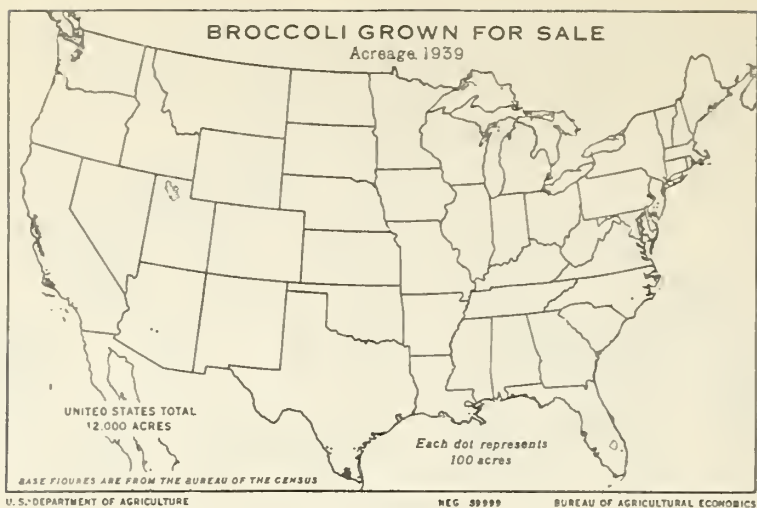 BROCCOLI GROWN FOR SALE
Acreage, 1939
UNITED STATES TOTAL
12,000 ACRES
Each dot represents
100 acres
BASE FIGURES ARE FROM THE BUREAU OF THE CENSUS
U.S. DEPARTMENT OF AGRICULTURE
NEG 39999
BUREAU OF AGRICULTURAL ECONOMICS